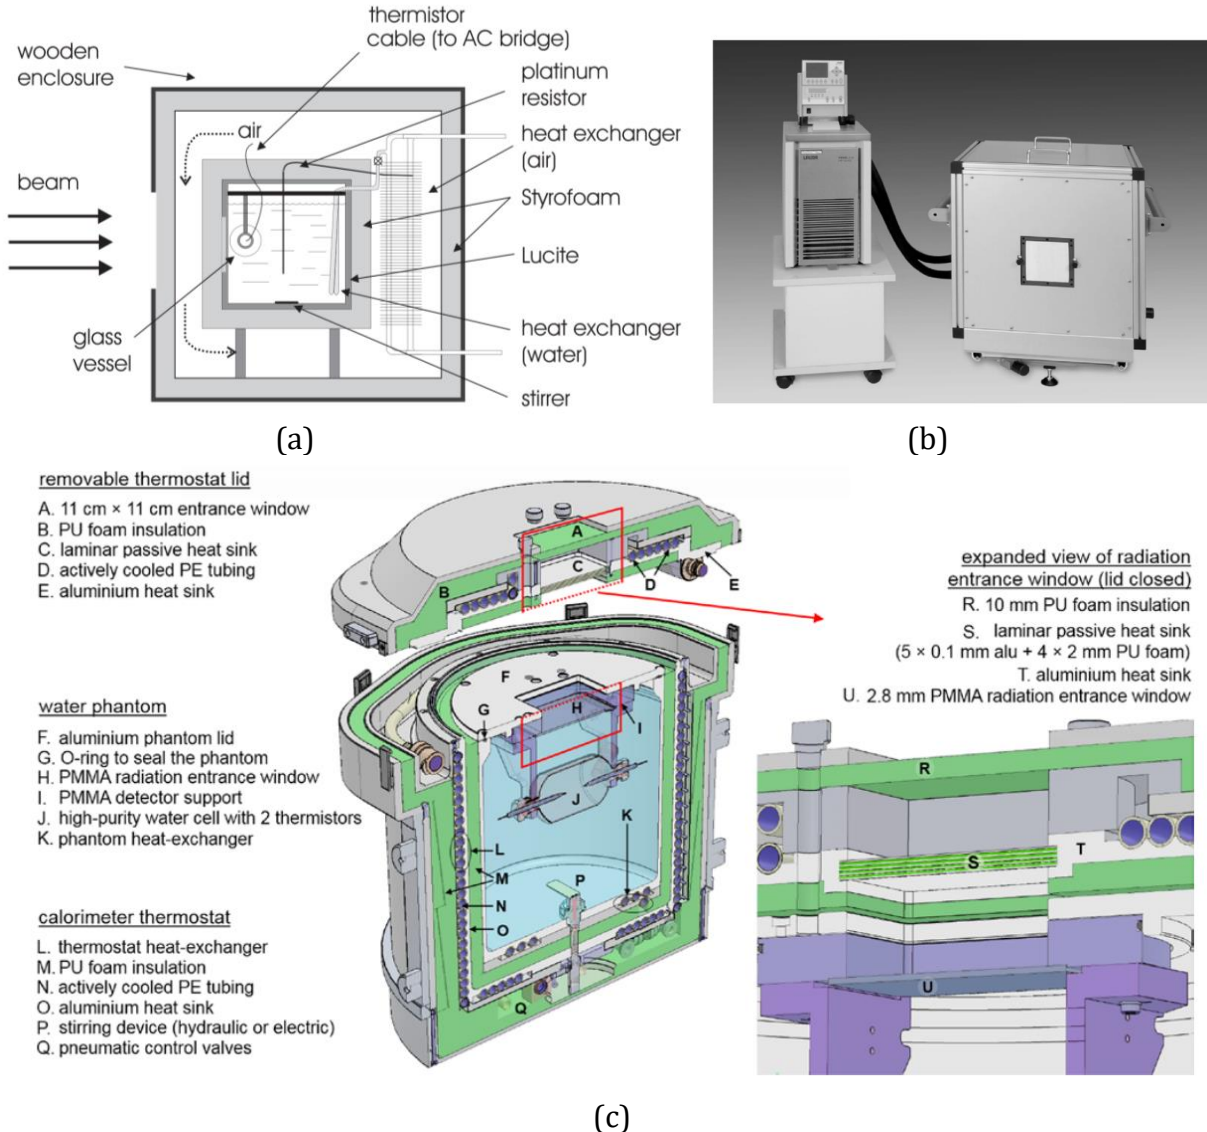 thermistor
cable (to AC bridge)
wooden
enclosure
platinum
resistor
air
heat exchanger
(air)
beam
Styrofoam
Lucite
glass
vessel
heat exchanger
(water)
stirrer
(a)
(b)
removable thermostat lid
A. 11 cm × 11 cm entrance window
B. PU foam insulation
C. laminar passive heat sink
D. actively cooled PE tubing
E. aluminium heat sink
A
B
C
D
E
expanded view of radiation
entrance window (lid closed)
R. 10 mm PU foam insulation
S. laminar passive heat sink
(5 × 0.1 mm alu + 4 × 2 mm PU foam)
T. aluminium heat sink
U. 2.8 mm PMMA radiation entrance window
water phantom
F. aluminium phantom lid
G. O-ring to seal the phantom
H. PMMA radiation entrance window
I. PMMA detector support
J. high-purity water cell with 2 thermistors
K. phantom heat-exchanger
F
G
H
I
J
K
L
M
N
O
P
Q
calorimeter thermostat
L. thermostat heat-exchanger
M. PU foam insulation
N. actively cooled PE tubing
O. aluminium heat sink
P. stirring device (hydraulic or electric)
Q. pneumatic control valves
R
S
T
U
(c)